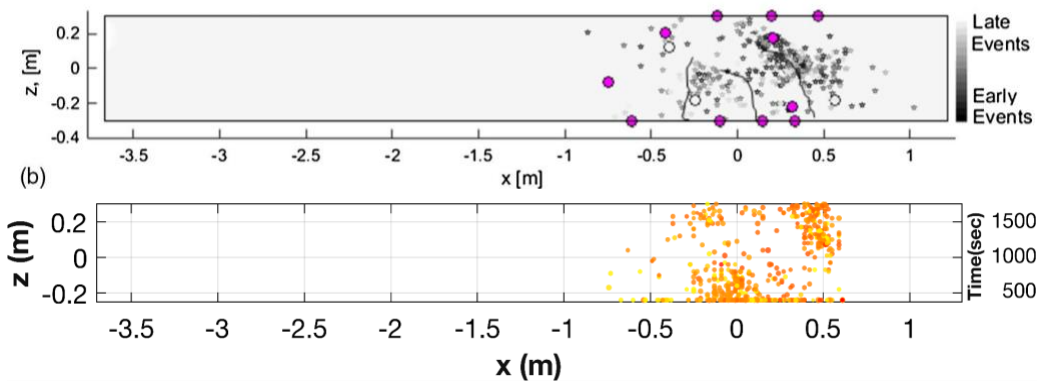 0.2
0
-0.2
-0.4
z, [m]
-3.5 -3 -2.5 -2 -1.5 -1 -0.5 0 0.5 1
x [m]
Late
Events
Early
Events
(b)
0.2
0
-0.2
z (m)
1500
1000
500
Time(sec)
-3.5 -3 -2.5 -2 -1.5 -1 -0.5 0 0.5 1
x (m)